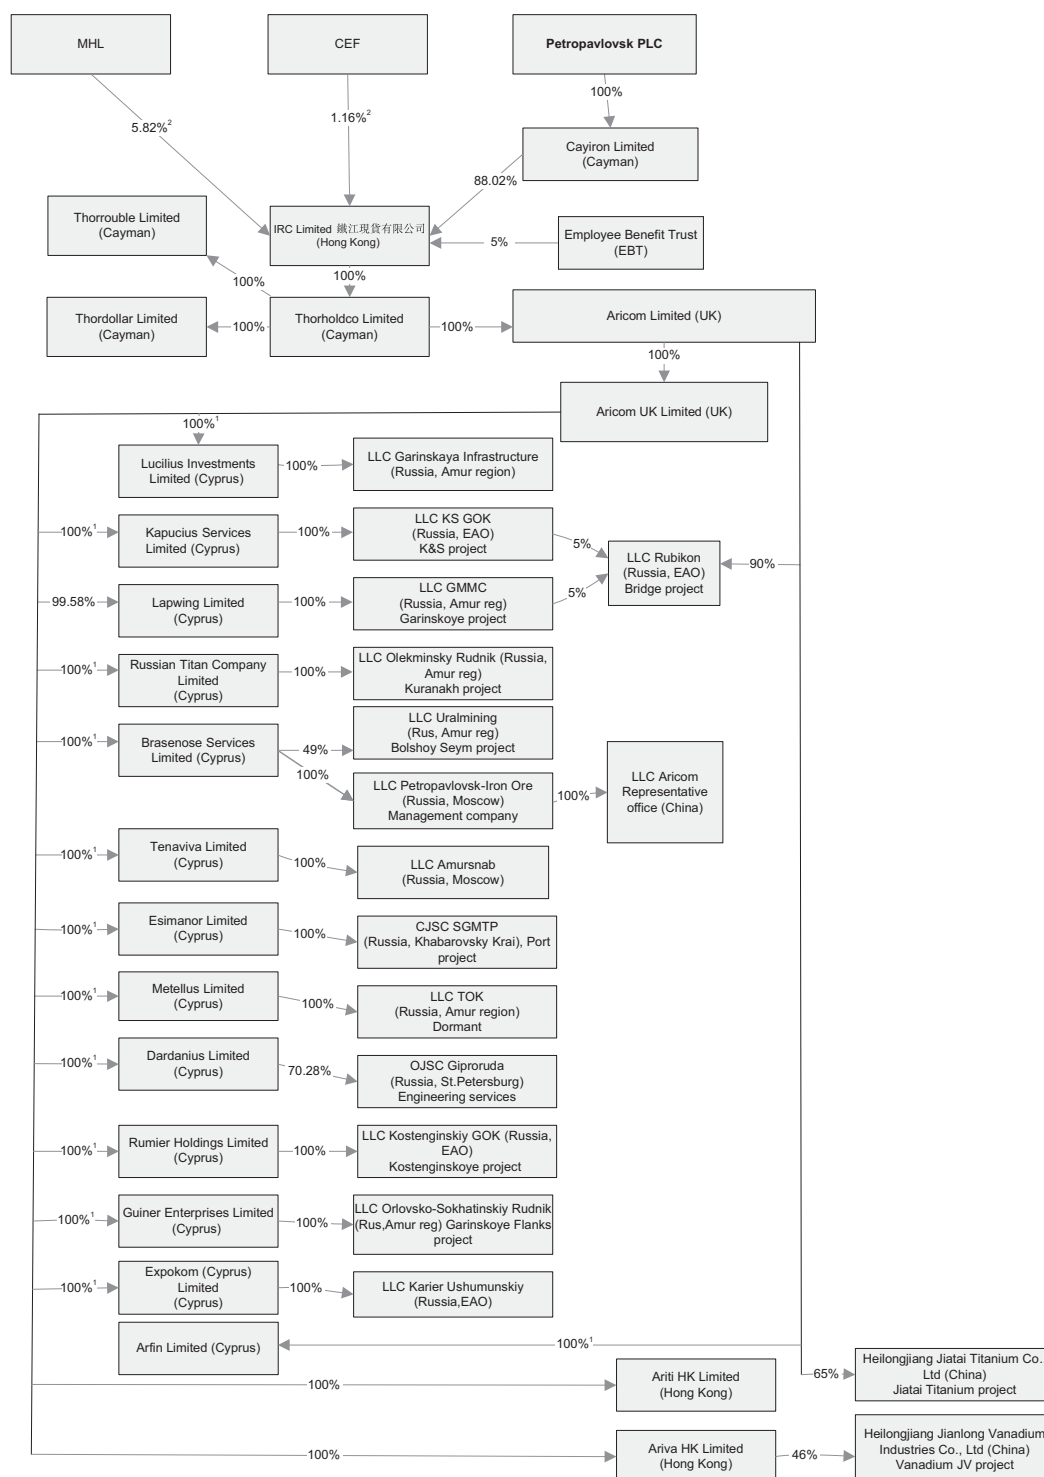 MHL
CEF
Petropavlovsk PLC
100%
5.82%²
1.16%²
Cayiron Limited
(Cayman)
88.02%
Thorrouble Limited
(Cayman)
IRC Limited 鐵江現貨有限公司
(Hong Kong)
5%
Employee Benefit Trust
(EBT)
100%
100%
Thordollar Limited
(Cayman)
100%
Thorholdco Limited
(Cayman)
100%
Aricom Limited (UK)
100%
Aricom UK Limited (UK)
100%¹
Lucilius Investments
Limited (Cyprus)
100%
LLC Garinskaya Infrastructure
(Russia, Amur region)
100%¹
Kapucius Services
Limited (Cyprus)
100%
LLC KS GOK
(Russia, EAO)
K&S project
5%
LLC Rubikon
(Russia, EAO)
Bridge project
90%
99.58%
Lapwing Limited
(Cyprus)
100%
LLC GMMC
(Russia, Amur reg)
Garinskoye project
5%
100%¹
Russian Titan Company
Limited
(Cyprus)
100%
LLC Olekminsky Rudnik (Russia,
Amur reg)
Kuranakh project
100%¹
Brasenose Services
Limited (Cyprus)
49%
LLC Uralmining
(Rus, Amur reg)
Bolshoy Seym project
100%
LLC Petropavlovsk-Iron Ore
(Russia, Moscow)
Management company
100%
LLC Aricom
Representative
office (China)
100%¹
Tenaviva Limited
(Cyprus)
100%
LLC Amursnab
(Russia, Moscow)
100%¹
Esimanor Limited
(Cyprus)
100%
CJSC SGMTP
(Russia, Khabarovsky Krai), Port
project
100%¹
Metellus Limited
(Cyprus)
100%
LLC TOK
(Russia, Amur region)
Dormant
100%¹
Dardanius Limited
(Cyprus)
70.28%
OJSC Giproruda
(Russia, St.Petersburg)
Engineering services
100%¹
Rumier Holdings Limited
(Cyprus)
100%
LLC Kostenginskiy GOK (Russia,
EAO)
Kostenginskoye project
100%¹
Guiner Enterprises Limited
(Cyprus)
100%
LLC Orlovsko-Sokhatinskiy Rudnik
(Rus,Amur reg) Garinskoye Flanks
project
100%¹
Expokom (Cyprus)
Limited
(Cyprus)
100%
LLC Karier Ushumunskiy
(Russia,EAO)
Arfin Limited (Cyprus)
100%¹
100%
Ariti HK Limited
(Hong Kong)
65%
Heilongjiang Jiatai Titanium Co.,
Ltd (China)
Jiatai Titanium project
100%
Ariva HK Limited
(Hong Kong)
46%
Heilongjiang Jianlong Vanadium
Industries Co., Ltd (China)
Vanadium JV project